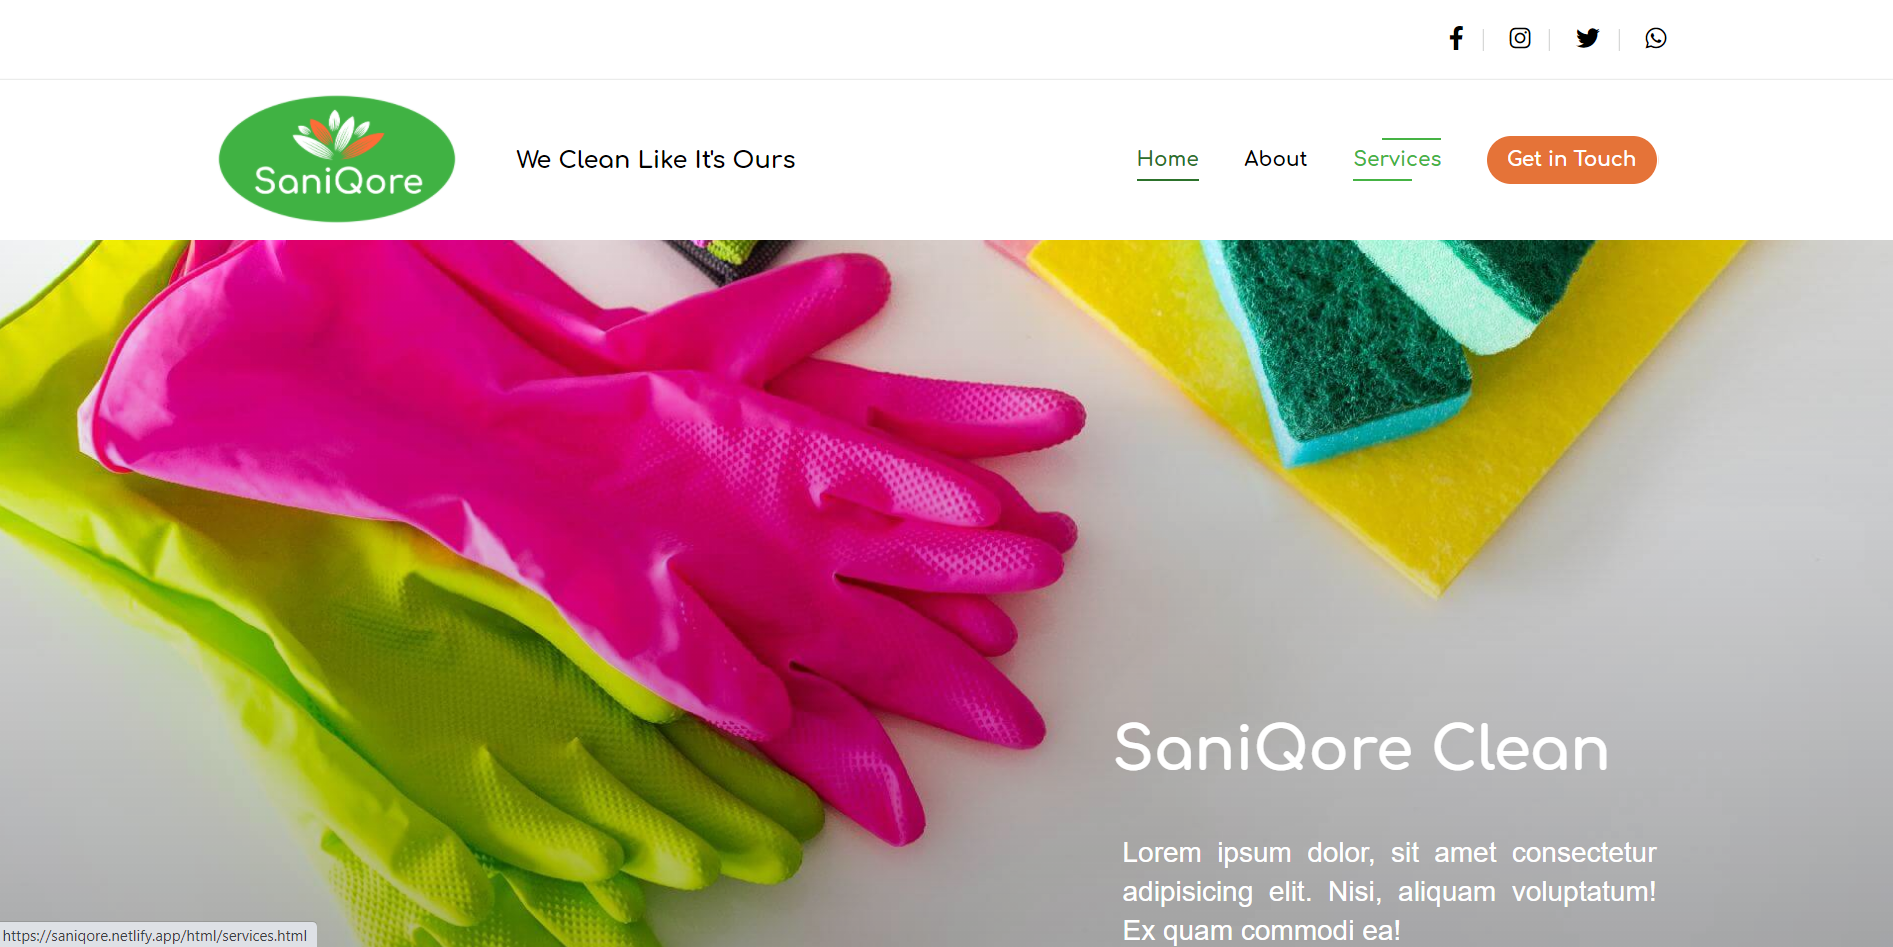 SaniQore
We Clean Like It's Ours
Home
About
Services
Get in Touch
SaniQore Clean
Lorem ipsum dolor, sit amet consectetur
adipisicing elit. Nisi, aliquam voluptatum!
Ex quam commodi ea!
https://saniqore.netlify.app/html/services.html